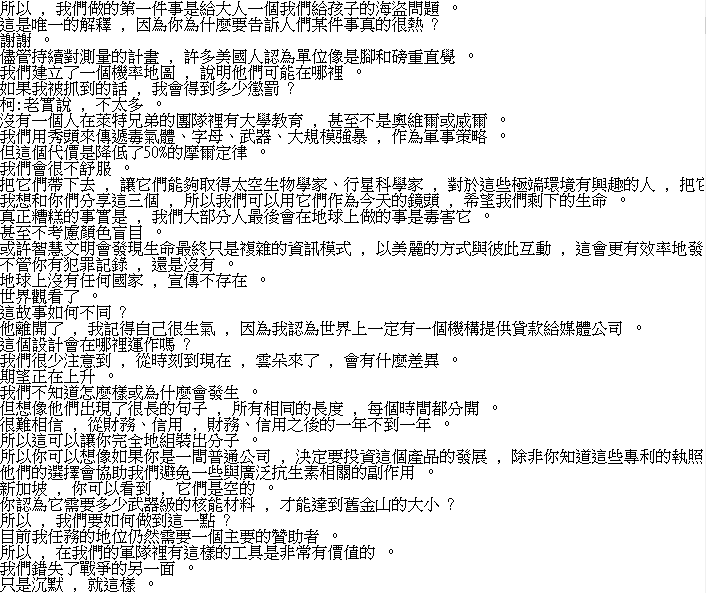 所以 , 我們做的第一件事是給大人一個我們給孩子的海盜問題 。
這是唯一的解釋 , 因為你為什麼要告訴人們某件事真的很熱 ?
謝謝 。
儘管持續對測量的計畫 , 許多美國人認為單位像是腳和磅重直覺 。
我們建立了一個機率地圖 , 說明他們可能在哪裡 。
如果我被抓到的話 , 我會得到多少懲罰 ?
柯:老實說 , 不太多 。
沒有一個人在萊特兄弟的團隊裡有大學教育 , 甚至不是奧維爾或威爾 。
我們用秀頭來傳遞毒氣體、字母、武器、大規模強暴 , 作為軍事策略 。
但這個代價是降低了50%的摩爾定律 。
我們會很不舒服 。
把它們帶下去 , 讓它們能夠取得太空生物學家、行星科學家 , 對於這些極端環境有興趣的人 , 把它
我想和你們分享這三個 , 所以我們可以用它們作為今天的鏡頭 , 希望我們剩下的生命 。
真正糟糕的事實是 , 我們大部分人最後會在地球上做的事是毒害它 。
甚至不考慮顏色盲目 。
或許智慧文明會發現生命最終只是複雜的資訊模式 , 以美麗的方式與彼此互動 , 這會更有效率地發
不管你有犯罪記錄 , 還是沒有 。
地球上沒有任何國家 , 宣傳不存在 。
世界觀看了 。
這故事如何不同 ?
他離開了 , 我記得自己很生氣 , 因為我認為世界上一定有一個機構提供貸款給媒體公司 。
這個設計會在哪裡運作嗎 ?
我們很少注意到 , 從時刻到現在 , 雲朵來了 , 會有什麼差異 。
期望正在上升 。
我們不知道怎麼樣或為什麼會發生 。
但想像他們出現了很長的句子 , 所有相同的長度 , 每個時間都分開 。
很難相信 , 從財務、信用 , 財務、信用之後的一年不到一年 。
所以這可以讓你完全地組裝出分子 。
所以你可以想像如果你是一間普通公司 , 決定要投資這個產品的發展 , 除非你知道這些專利的執照
他們的選擇會協助我們避免一些與廣泛抗生素相關的副作用 。
新加坡 , 你可以看到 , 它們是空的 。
你認為它需要多少武器級的核能材料 , 才能達到舊金山的大小 ?
所以 , 我們要如何做到這一點 ?
目前我任務的地位仍然需要一個主要的贊助者 。
所以 , 在我們的軍隊裡有這樣的工具是非常有價值的 。
我們錯失了戰爭的另一面 。
只是沉默 , 就這樣 。